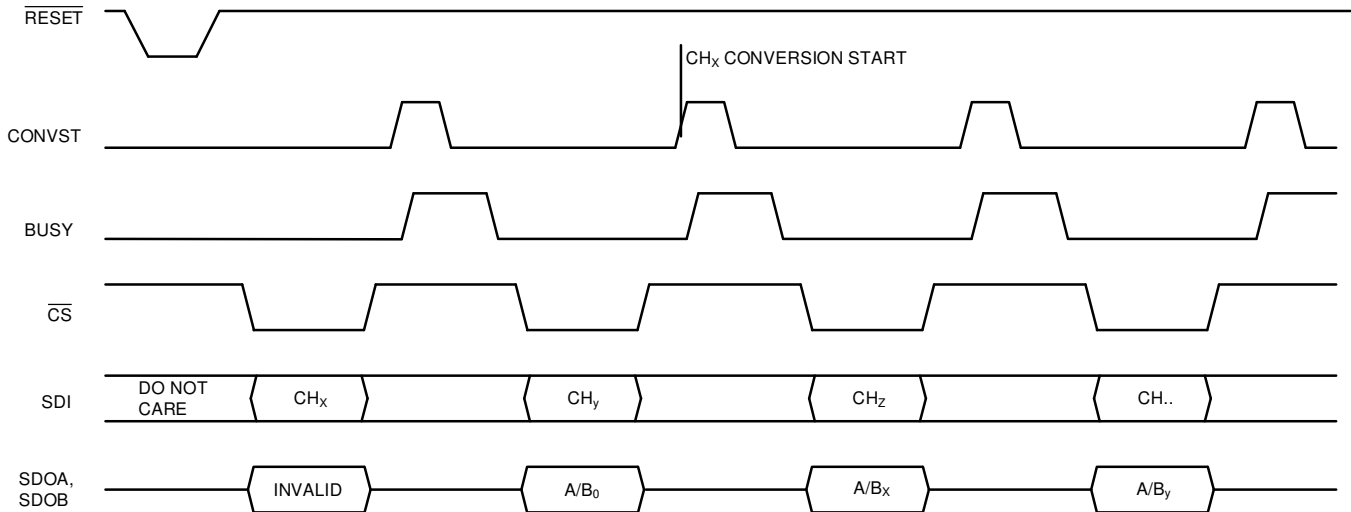 RESET
CHX CONVERSION START
CONVST
BUSY
CS
SDI
DO NOT
CARE
CHX
CHy
CHZ
CH..
SDOA,
SDOB
INVALID
A/B0
A/BX
A/By